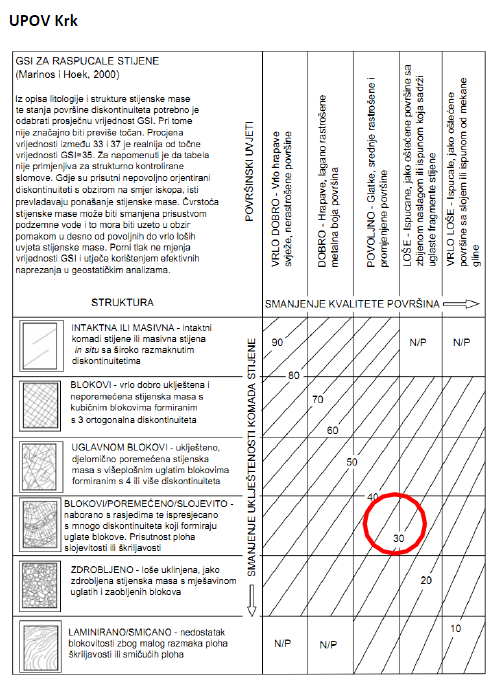 UPOV Krk
GSI ZA RASPUCALE STIJENE
(Marinos i Hoek, 2000)
Iz opisa litologije i strukture stijenske mase
te stanja površine diskontinuiteta potrebno je
odabrati prosječnu vrijednost GSI. Pri tome
nije značajno biti previše točan. Procjena
vrijednosti između 33 i 37 je realnija od točne
vrijednosti GSI=35. Za napomenuti je da tabela
nije primjenjiva za strukturno kontrolirane
slomove. Gdje su prisutni nepovoljno orjentirani
diskontinuiteti s obzirom na smjer iskopa, isti
prevladavaju ponašanje stijenske mase. Čvrstoća
stijenske mase može biti smanjena prisustvom
podzemne vode i to mora biti uzeto u obzir
pomakom u desno od povoljnih do vrlo loših
uvjeta stijenske mase. Porni tlak ne mjenja
vrijednosti GSI i utječe korištenjem efektivnih
naprezanja u geostatičkim analizama.
POVRŠINSKI UVJETI
VRLO DOBRO - Vrlo hrapave
svježe, nerastrošene površine
DOBRO - Hrapave, lagano rastrošene
metalna boja površina
POVOLJNO - Glatke, srednje rastrošene i
promjenjene površine
LOŠE - Ispucale, jako oštećene površine sa
zbijenom naslagom ili ispunom koja sadrži
uglaste fragmente stijene
VRLO LOŠE - Ispucale, jako oštećene
površine sa slojem ili ispunom od mekane
gline
STRUKTURA
SMANJENJE KVALITETE POVRŠINA
SMANJENJE UKLJEŠTENOSTI KOMADA STIJENE
INTAKTNA ILI MASIVNA - intaktni
komadi stijene ili masivna stijena
in situ sa široko razmaknutim
diskontinuitetima
90
N/P
N/P
80
BLOKOVI - vrlo dobro uklještena i
neporemećena stijenska masa s
kubičnim blokovima formiranim
s 3 ortogonalna diskontinuiteta
70
60
UGLAVNOM BLOKOVI - uklješteno,
djelomično poremećena stijenska
masa s višeplošnim uglatim blokovima
formiranim s 4 ili više diskontinuiteta
50
40
BLOKOVI/POREMEĆENO/SLOJEVITO -
naborano s rasjedima te ispresjecano
s mnogo diskontinuiteta koji formiraju
uglate blokove. Prisutnost ploha
slojevitosti ili škriljavosti
30
ZDROBLJENO - loše uklinjena, jako
zdrobljena stijenska masa s mješavinom
uglatih i zaobljenih blokova
20
LAMINIRANO/SMICANO - nedostatak
blokovitosti zbog malog razmaka ploha
škriljavosti ili smičućih ploha
N/P
N/P
10